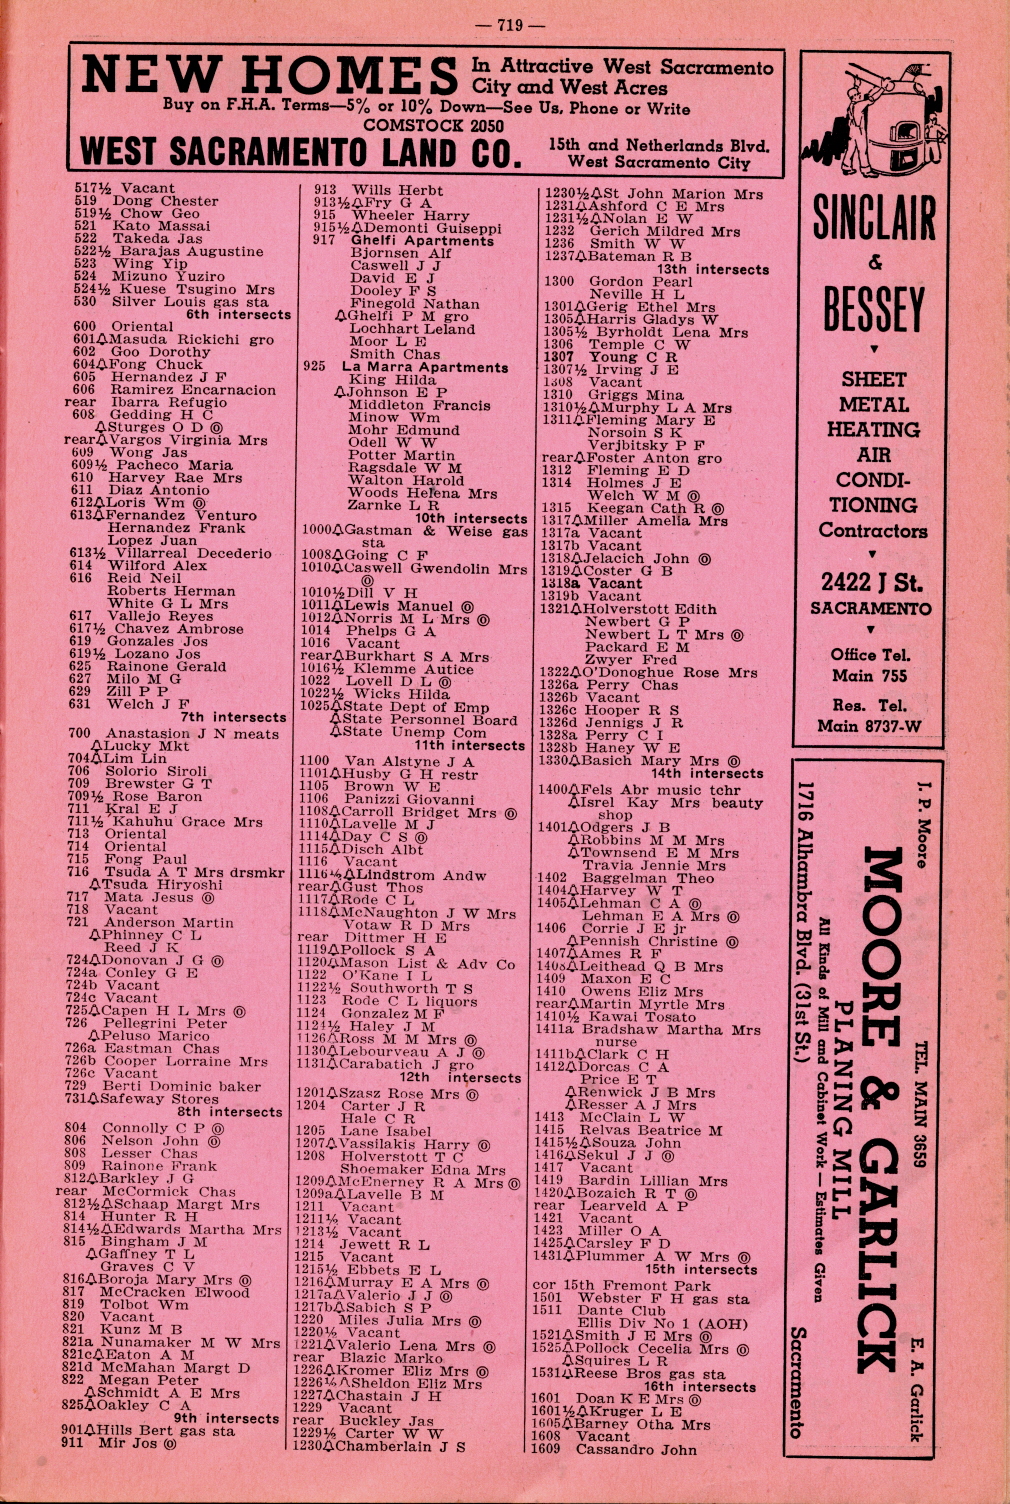 — 719 —
NEW HOMES In Attractive West Sacramento
City and West Acres
Buy on F.H.A. Terms—5% or 10% Down—See Us, Phone or Write
COMSTOCK 2050
WEST SACRAMENTO LAND CO. 15th and Netherlands Blvd.
West Sacramento City
517½ Vacant
519 Dong Chester
519½ Chow Geo
521 Kato Massai
522 Takeda Jas
522½ Barajas Augustine
523 Wing Yip
524 Mizuno Yuziro
524½ Kuese Tsugino Mrs
530 Silver Louis gas sta
6th intersects
600 Oriental
601△Masuda Rickichi gro
602 Goo Dorothy
604△Fong Chuck
605 Hernandez J F
606 Ramirez Encarnacion
rear Ibarra Refugio
608 Gedding H C
△Sturges O D ⓞ
rear△Vargos Virginia Mrs
609 Wong Jas
609½ Pacheco Maria
610 Harvey Rae Mrs
611 Diaz Antonio
612△Loris Wm ⓞ
613△Fernandez Venturo
Hernandez Frank
Lopez Juan
613½ Villarreal Decederio
614 Wilford Alex
616 Reid Neil
Roberts Herman
White G L Mrs
617 Vallejo Reyes
617½ Chavez Ambrose
619 Gonzales Jos
619½ Lozano Jos
625 Rainone Gerald
627 Milo M G
629 Zill P P
631 Welch J F
7th intersects
700 Anastasion J N meats
△Lucky Mkt
704△Lim Lin
706 Solorio Siroli
709 Brewster G T
709½ Rose Baron
711 Kral E J
711½ Kahuhu Grace Mrs
713 Oriental
714 Oriental
715 Fong Paul
716 Tsuda A T Mrs drsmkr
△Tsuda Hiryoshi
717 Mata Jesus ⓞ
718 Vacant
721 Anderson Martin
△Phinney C L
Reed J K
724△Donovan J G ⓞ
724a Conley G E
724b Vacant
724c Vacant
725△Capen H L Mrs ⓞ
726 Pellegrini Peter
△Peluso Marico
726a Eastman Chas
726b Cooper Lorraine Mrs
726c Vacant
729 Berti Dominic baker
731△Safeway Stores
8th intersects
804 Connolly C P ⓞ
806 Nelson John ⓞ
808 Lesser Chas
809 Rainone Frank
812△Barkley J G
rear McCormick Chas
812½△Schaap Margt Mrs
814 Hunter R H
814½△Edwards Martha Mrs
815 Bingham J M
△Gaffney T L
Graves C V
816△Boroja Mary Mrs ⓞ
817 McCracken Elwood
819 Tolbot Wm
820 Vacant
821 Kunz M B
821a Nunamaker M W Mrs
821c△Eaton A M
821d McMahan Margt D
822 Megan Peter
△Schmidt A E Mrs
825△Oakley C A
9th intersects
901△Hills Bert gas sta
911 Mir Jos ⓞ
913 Wills Herbt
913½△Fry G A
915 Wheeler Harry
915½△Demonti Guiseppi
917 Ghelfi Apartments
Bjornsen Alf
Caswell J J
David E J
Dooley F S
Finegold Nathan
△Ghelfi P M gro
Lochhart Leland
Moor L E
Smith Chas
925 La Marra Apartments
King Hilda
△Johnson E P
Middleton Francis
Minow Wm
Mohr Edmund
Odell W W
Potter Martin
Ragsdale W M
Walton Harold
Woods Helena Mrs
Zarnke L R
10th intersects
1000△Gastman & Weise gas
sta
1008△Going C F
1010△Caswell Gwendolin Mrs
ⓞ
1010½Dill V H
1011△Lewis Manuel ⓞ
1012△Norris M L Mrs ⓞ
1014 Phelps G A
1016 Vacant
rear△Burkhart S A Mrs
1016½ Klemme Autice
1022 Lovell D L ⓞ
1022½ Wicks Hilda
1025△State Dept of Emp
△State Personnel Board
△State Unemp Com
11th intersects
1100 Van Alstyne J A
1101△Husby G H restr
1105 Brown W E
1106 Panizzi Giovanni
1108△Carroll Bridget Mrs ⓞ
1110△Lavelle M J
1114△Day C S ⓞ
1115△Disch Albt
1116 Vacant
1116½△Lindstrom Andw
rear△Gust Thos
1117△Rode C L
1118△McNaughton J W Mrs
Votaw R D Mrs
rear Dittmer H E
1119△Pollock S A
1120△Mason List & Adv Co
1122 O'Kane I L
1122½ Southworth T S
1123 Rode C L liquors
1124 Gonzalez M F
1124½ Haley J M
1126△Ross M M Mrs ⓞ
1130△Lebourveau A J ⓞ
1131△Carabatich J gro
12th intersects
1201△Szasz Rose Mrs ⓞ
1204 Carter J R
Hale C R
1205 Lane Isabel
1207△Vassilakis Harry ⓞ
1208 Holverstott T C
Shoemaker Edna Mrs
1209△McEnerney R A Mrs ⓞ
1209a△Lavelle B M
1211 Vacant
1211½ Vacant
1213½ Vacant
1214 Jewett R L
1215 Vacant
1215½ Ebbets E L
1216△Murray E A Mrs ⓞ
1217a△Valerio J J ⓞ
1217b△Sabich S P
1220 Miles Julia Mrs ⓞ
1220½ Vacant
1221△Valerio Lena Mrs ⓞ
rear Blazic Marko
1226△Kromer Eliz Mrs ⓞ
1226½△Sheldon Eliz Mrs
1227△Chastain J H
1229 Vacant
rear Buckley Jas
1229½ Carter W W
1230△Chamberlain J S
1230½△St John Marion Mrs
1231△Ashford C E Mrs
1231½△Nolan E W
1232 Gerich Mildred Mrs
1236 Smith W W
1237△Bateman R B
13th intersects
1300 Gordon Pearl
Neville H L
1301△Gerig Ethel Mrs
1305△Harris Gladys W
1305½ Byrholdt Lena Mrs
1306 Temple C W
1307 Young C R
1307½ Irving J E
1308 Vacant
1310 Griggs Mina
1310½△Murphy L A Mrs
1311△Fleming Mary E
Norsoin S K
Verjbitsky P F
rear△Foster Anton gro
1312 Fleming E D
1314 Holmes J E
Welch W M ⓞ
1315 Keegan Cath R ⓞ
1317△Miller Amelia Mrs
1317a Vacant
1317b Vacant
1318△Jelacich John ⓞ
1319△Coster G B
1318a Vacant
1319b Vacant
1321△Holverstott Edith
Newbert G P
Newbert L T Mrs ⓞ
Packard E M
Zwyer Fred
1322△O'Donoghue Rose Mrs
1326a Perry Chas
1326b Vacant
1326c Hooper R S
1326d Jennigs J R
1328a Perry C I
1328b Haney W E
1330△Basich Mary Mrs ⓞ
14th intersects
1400△Fels Abr music tchr
△Isrel Kay Mrs beauty
shop
1401△Odgers J B
△Robbins M M Mrs
△Townsend E M Mrs
Travia Jennie Mrs
1402 Baggelman Theo
1404△Harvey W T
1405△Lehman C A ⓞ
Lehman E A Mrs ⓞ
1406 Corrie J E jr
△Pennish Christine ⓞ
1407△Ames R F
1408△Leithead Q B Mrs
1409 Maxon E C
1410 Owens Eliz Mrs
rear△Martin Myrtle Mrs
1410½ Kawai Tosato
1411a Bradshaw Martha Mrs
nurse
1411b△Clark C H
1412△Dorcas C A
Price E T
△Renwick J B Mrs
△Resser A J Mrs
1413 McClain L W
1415 Relvas Beatrice M
1415½△Souza John
1416△Sekul J J ⓞ
1417 Vacant
1419 Bardin Lillian Mrs
1420△Bozaich R T ⓞ
rear Learveld A P
1421 Vacant
1423 Miller O A
1425△Carsley F D
1431△Plummer A W Mrs ⓞ
15th intersects
cor 15th Fremont Park
1501 Webster F H gas sta
1511 Dante Club
Ellis Div No 1 (AOH)
1521△Smith J E Mrs ⓞ
1525△Pollock Cecelia Mrs ⓞ
△Squires L R
1531△Reese Bros gas sta
16th intersects
1601 Doan K E Mrs ⓞ
1601½△Kruger L E
1605△Barney Otha Mrs
1608 Vacant
1609 Cassandro John
SINCLAIR
&
BESSEY
SHEET
METAL
HEATING
AIR
CONDI-
TIONING
Contractors
2422 J St.
SACRAMENTO
Office Tel.
Main 755
Res. Tel.
Main 8737-W
J. P. Moore TEL. MAIN 3659 E. A. Garlick
MOORE & GARLICK
PLANING MILL
All Kinds of Mill and Cabinet Work — Estimates Given
1716 Alhambra Blvd. (31st St.) Sacramento